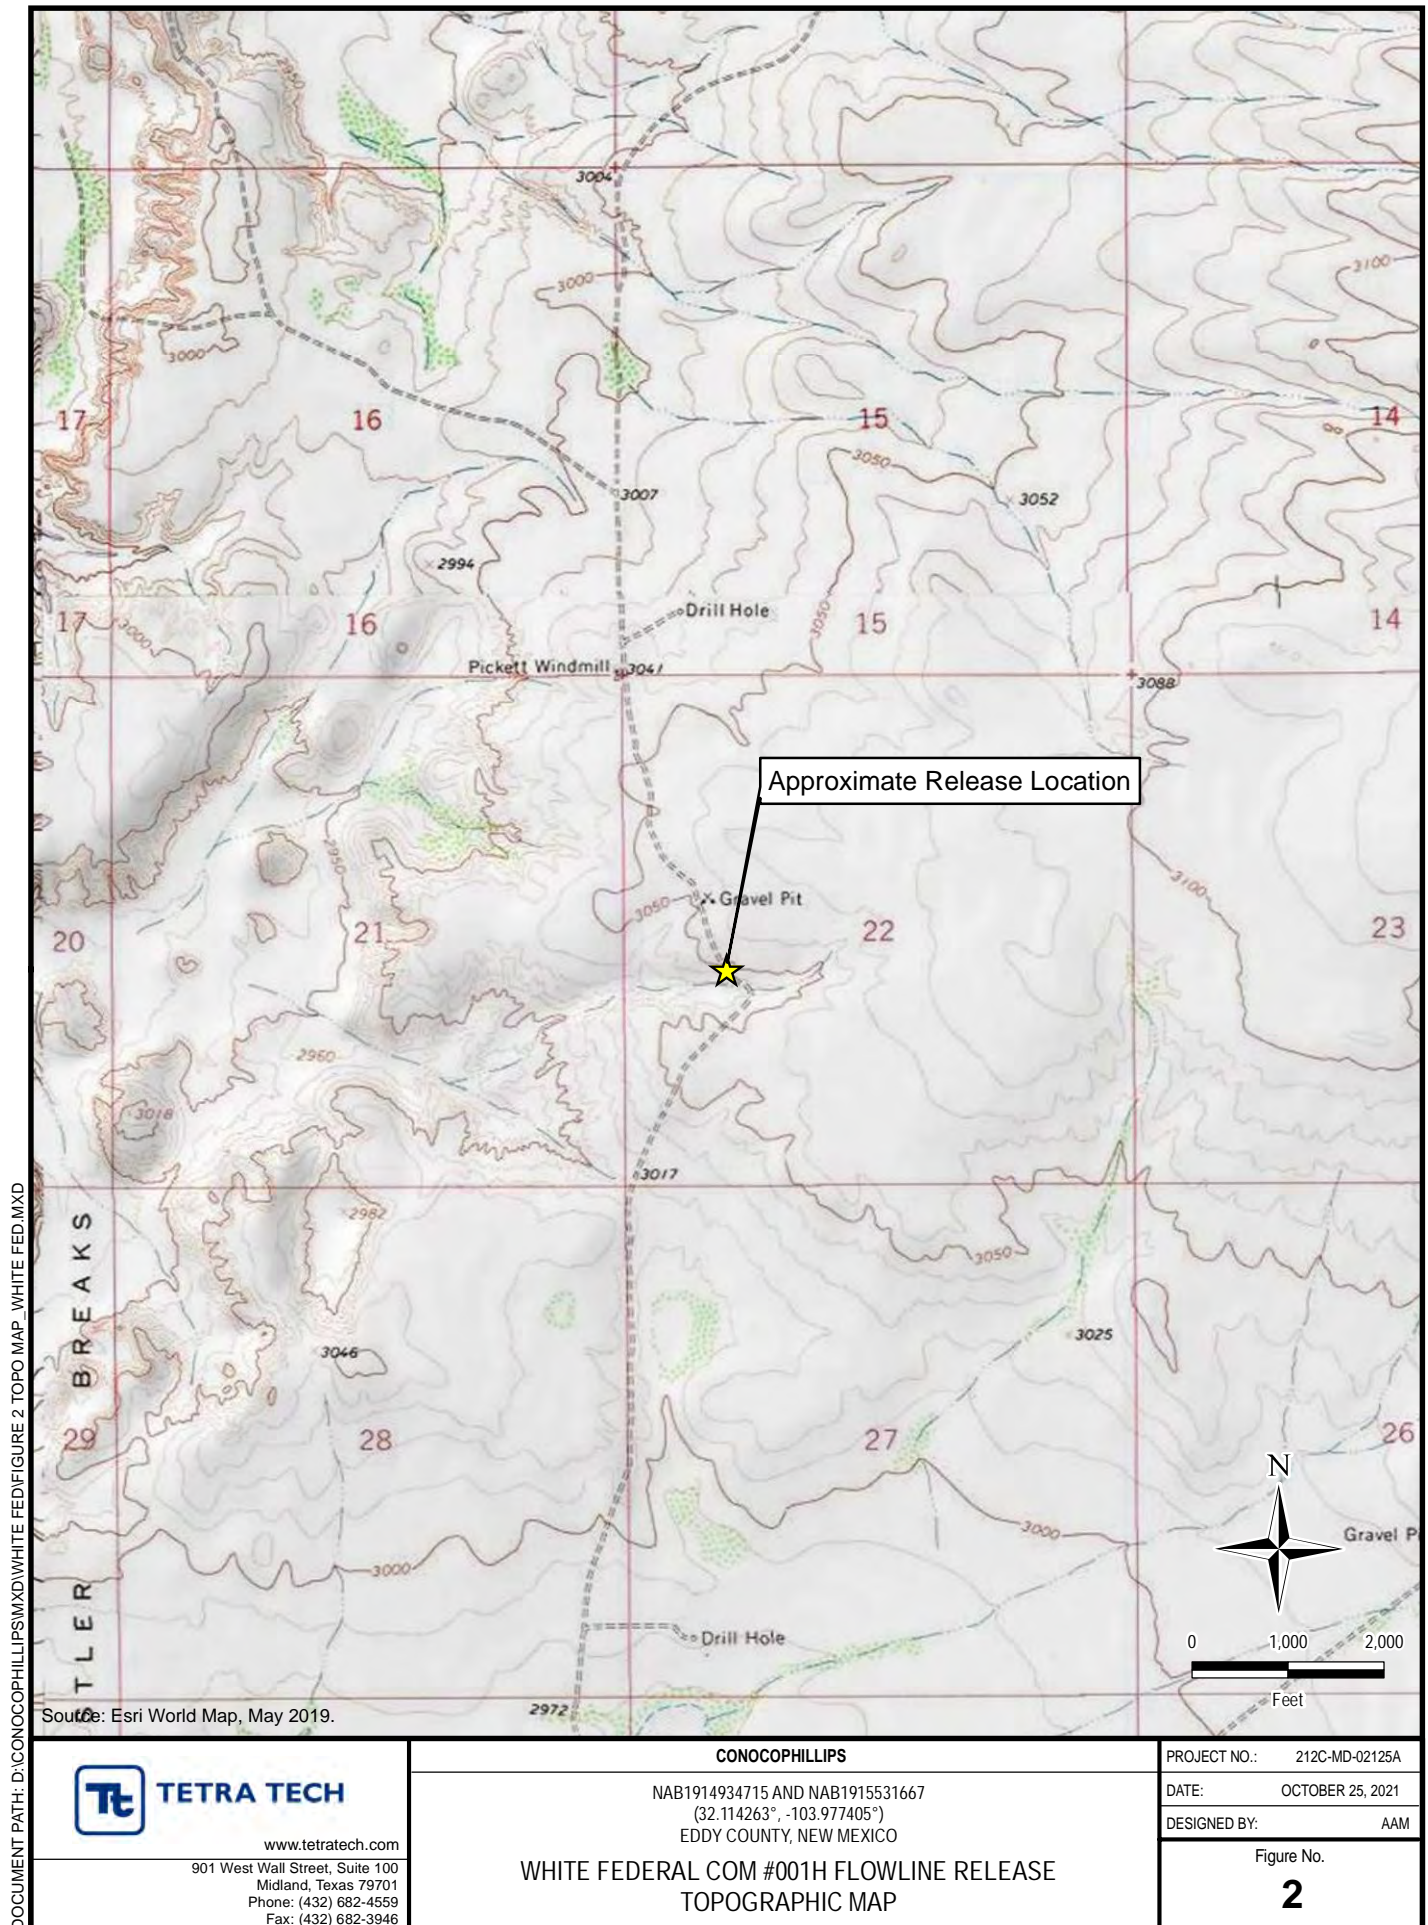 3004
3000
3100
3000
17
16
15
14
3050
3007
3052
2994
Drill Hole
3050
17
3000
16
15
14
Pickett Windmill
3041
3088
Approximate Release Location
2950
3100
3050
Gravel Pit
20
21
22
23
2960
3018
3017
2982
3050
3025
3046
BREAKS
29
28
27
26
N
3000
Gravel P
3000
STLER
Drill Hole
0 1,000 2,000
Feet
2972
Source: Esri World Map, May 2019.
DOCUMENT PATH: D:\CONOCOPHILLIPS\MXD\WHITE FED\FIGURE 2 TOPO MAP_WHITE FED.MXD
Tt TETRA TECH
www.tetratech.com
901 West Wall Street, Suite 100
Midland, Texas 79701
Phone: (432) 682-4559
Fax: (432) 682-3946
CONOCOPHILLIPS
NAB1914934715 AND NAB1915531667
(32.114263°, -103.977405°)
EDDY COUNTY, NEW MEXICO
WHITE FEDERAL COM #001H FLOWLINE RELEASE
TOPOGRAPHIC MAP
PROJECT NO.: 212C-MD-02125A
DATE: OCTOBER 25, 2021
DESIGNED BY: AAM
Figure No.
2